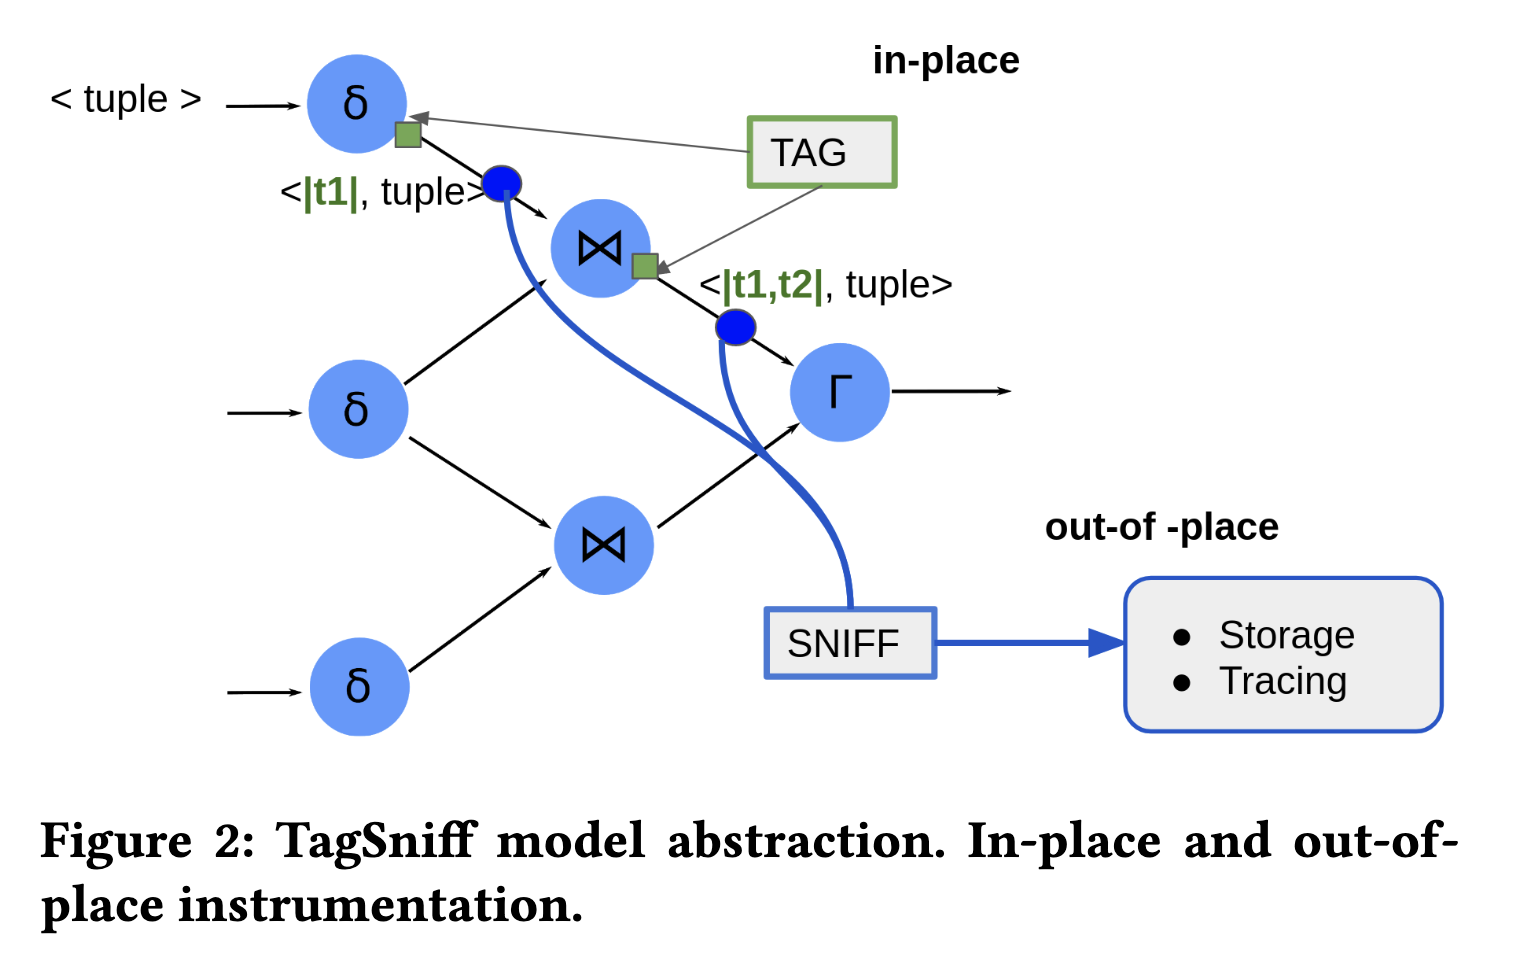 in-place
< tuple >
δ
TAG
<|t1|, tuple>
⋈
<|t1,t2|, tuple>
δ
Γ
out-of -place
⋈
SNIFF
● Storage
● Tracing
δ
Figure 2: TagSniff model abstraction. In-place and out-of-
place instrumentation.